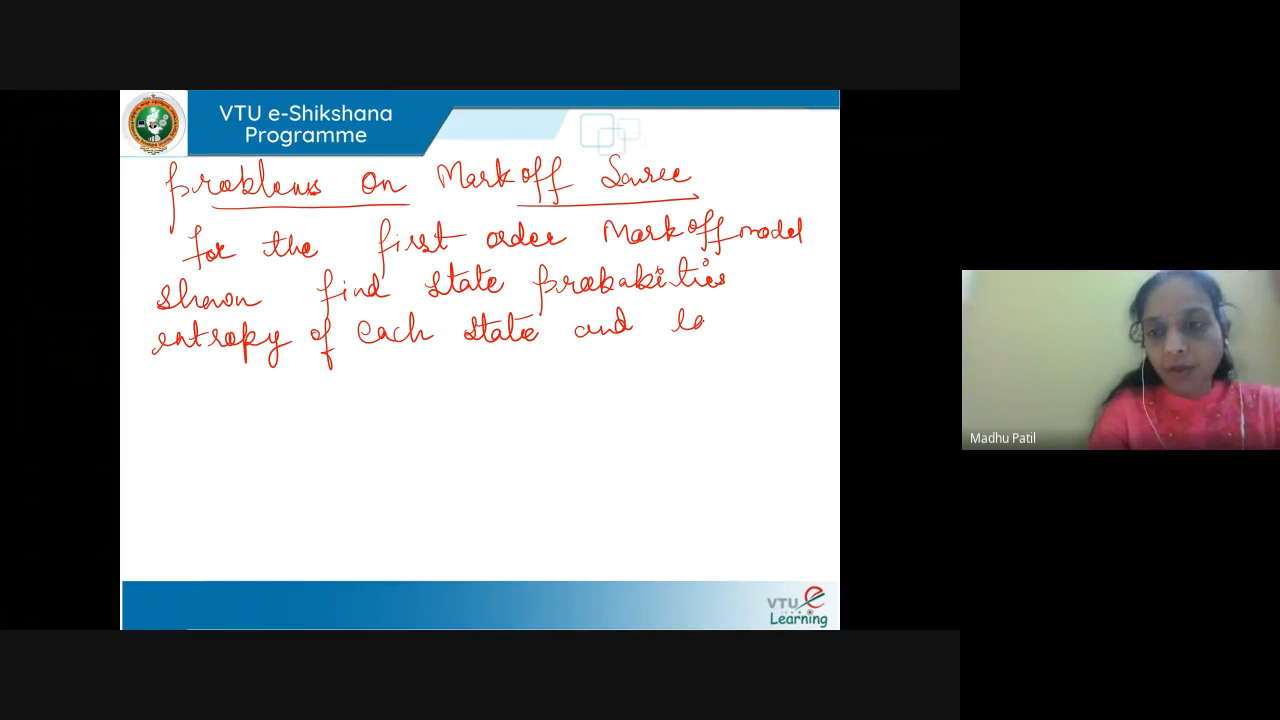 VTU e-Shikshana
Programme
problems on Markoff Source
for the first order Markoff model
shown find state probabilities
entropy of each state and
Madhu Patil
VTU e
Learning